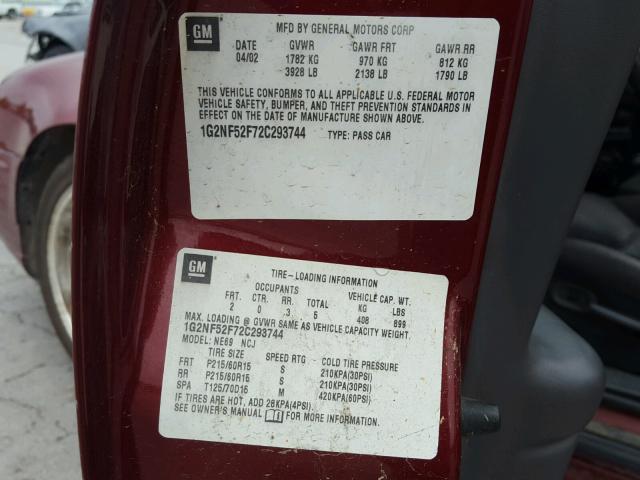 GM
MFD BY GENERAL MOTORS CORP
DATE GVWR GAWR FRT GAWR RR
04/02 1782 KG 970 KG 812 KG
3928 LB 2138 LB 1790 LB
THIS VEHICLE CONFORMS TO ALL APPLICABLE U.S. FEDERAL MOTOR
VEHICLE SAFETY, BUMPER, AND THEFT PREVENTION STANDARDS IN
EFFECT ON THE DATE OF MANUFACTURE SHOWN ABOVE.
1G2NF52F72C293744 TYPE: PASS CAR
GM
TIRE-LOADING INFORMATION
OCCUPANTS VEHICLE CAP. WT.
FRT. CTR. RR. TOTAL KG LBS
2 0 3 5 408 899
MAX. LOADING @ GVWR SAME AS VEHICLE CAPACITY WEIGHT.
1G2NF52F72C293744
MODEL: NE69 NCJ
TIRE SIZE SPEED RTG COLD TIRE PRESSURE
FRT P215/60R15 S 210KPA(30PSI)
RR P215/60R15 S 210KPA(30PSI)
SPA T125/70D15 M 420KPA(60PSI)
IF TIRES ARE HOT, ADD 28KPA(4PSI).
SEE OWNER'S MANUAL FOR MORE INFORMATION.